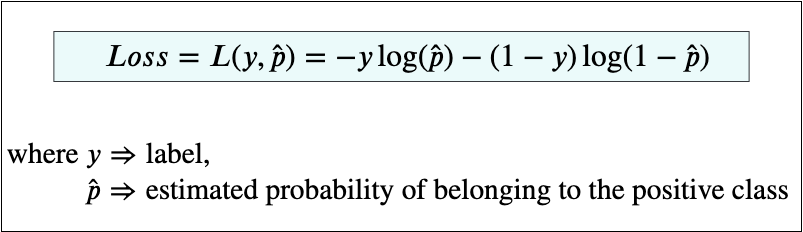 Loss = L(y, p̂) = −y log(p̂) − (1 − y) log(1 − p̂)
where y ⇒ label,
p̂ ⇒ estimated probability of belonging to the positive class